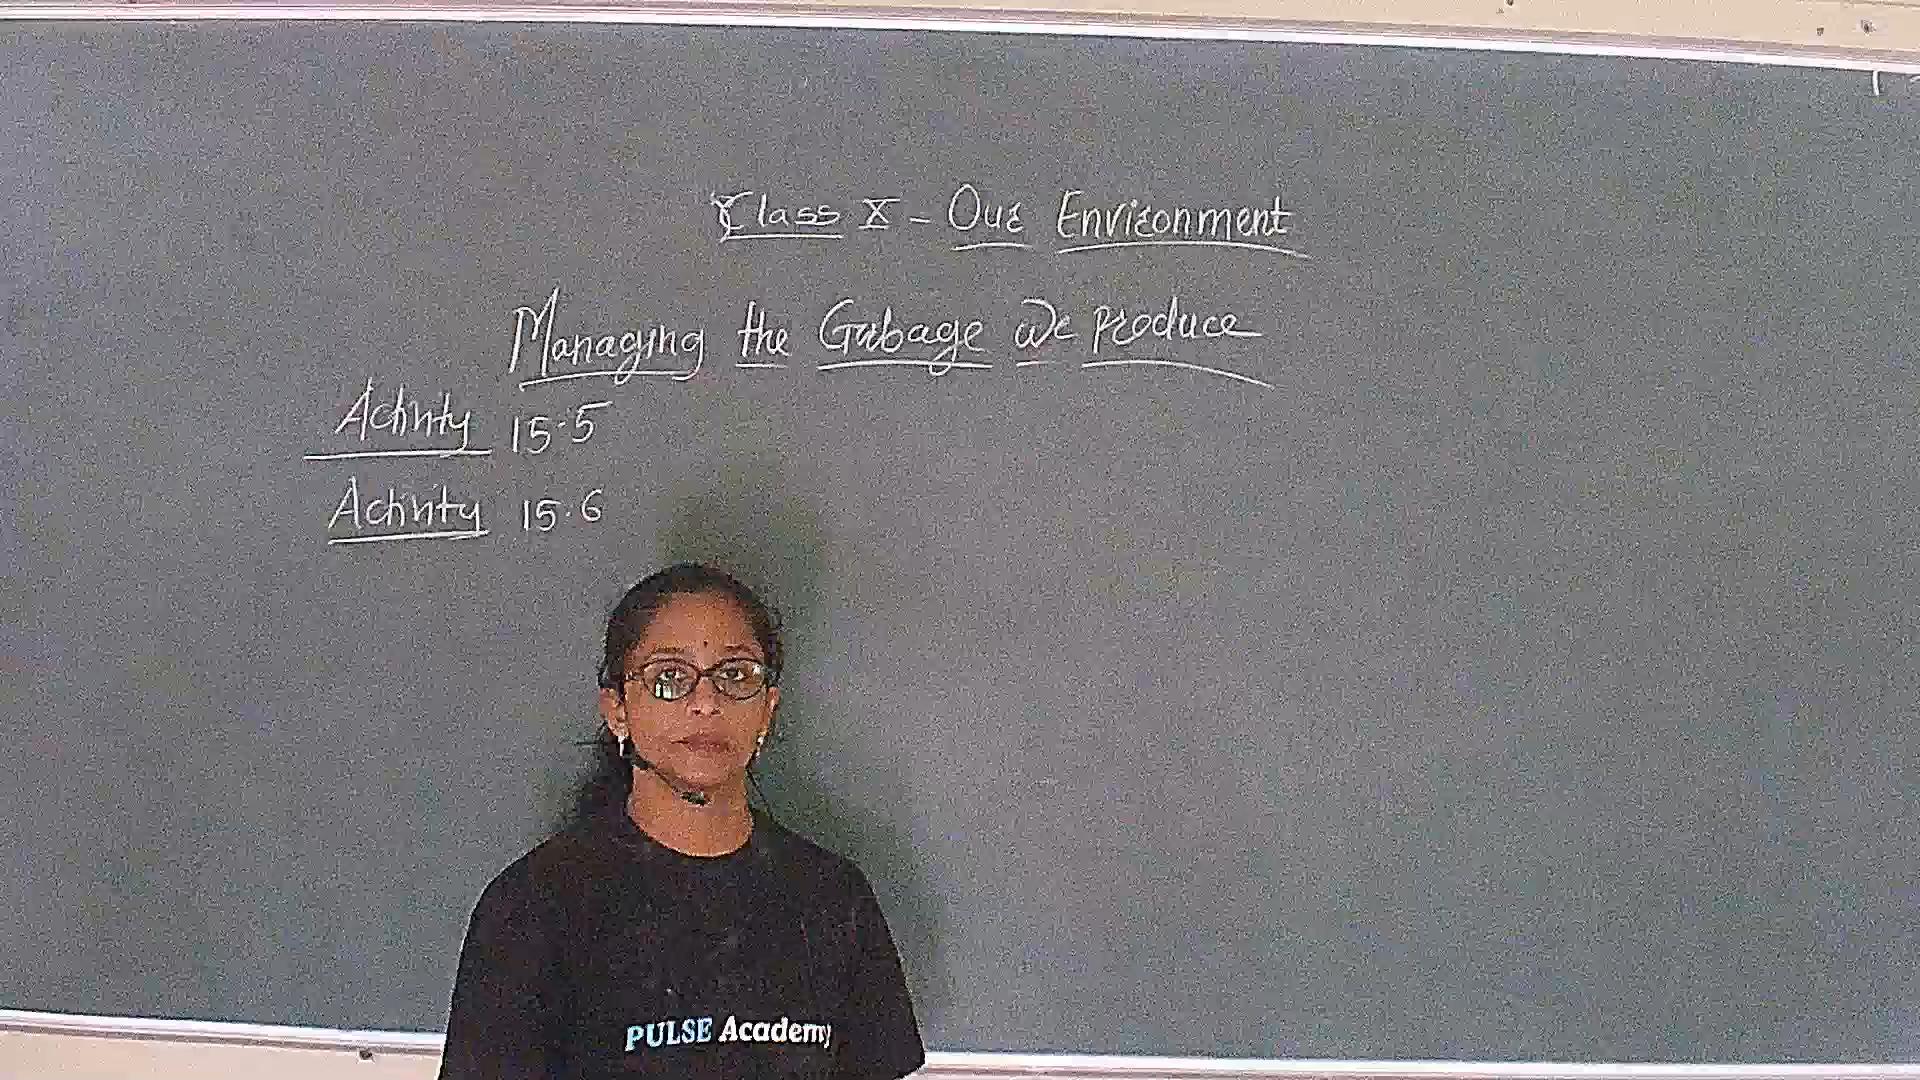 Class X - Our Environment
Managing the Garbage We produce
Activity 15.5
Activity 15.6
PULSE Academy